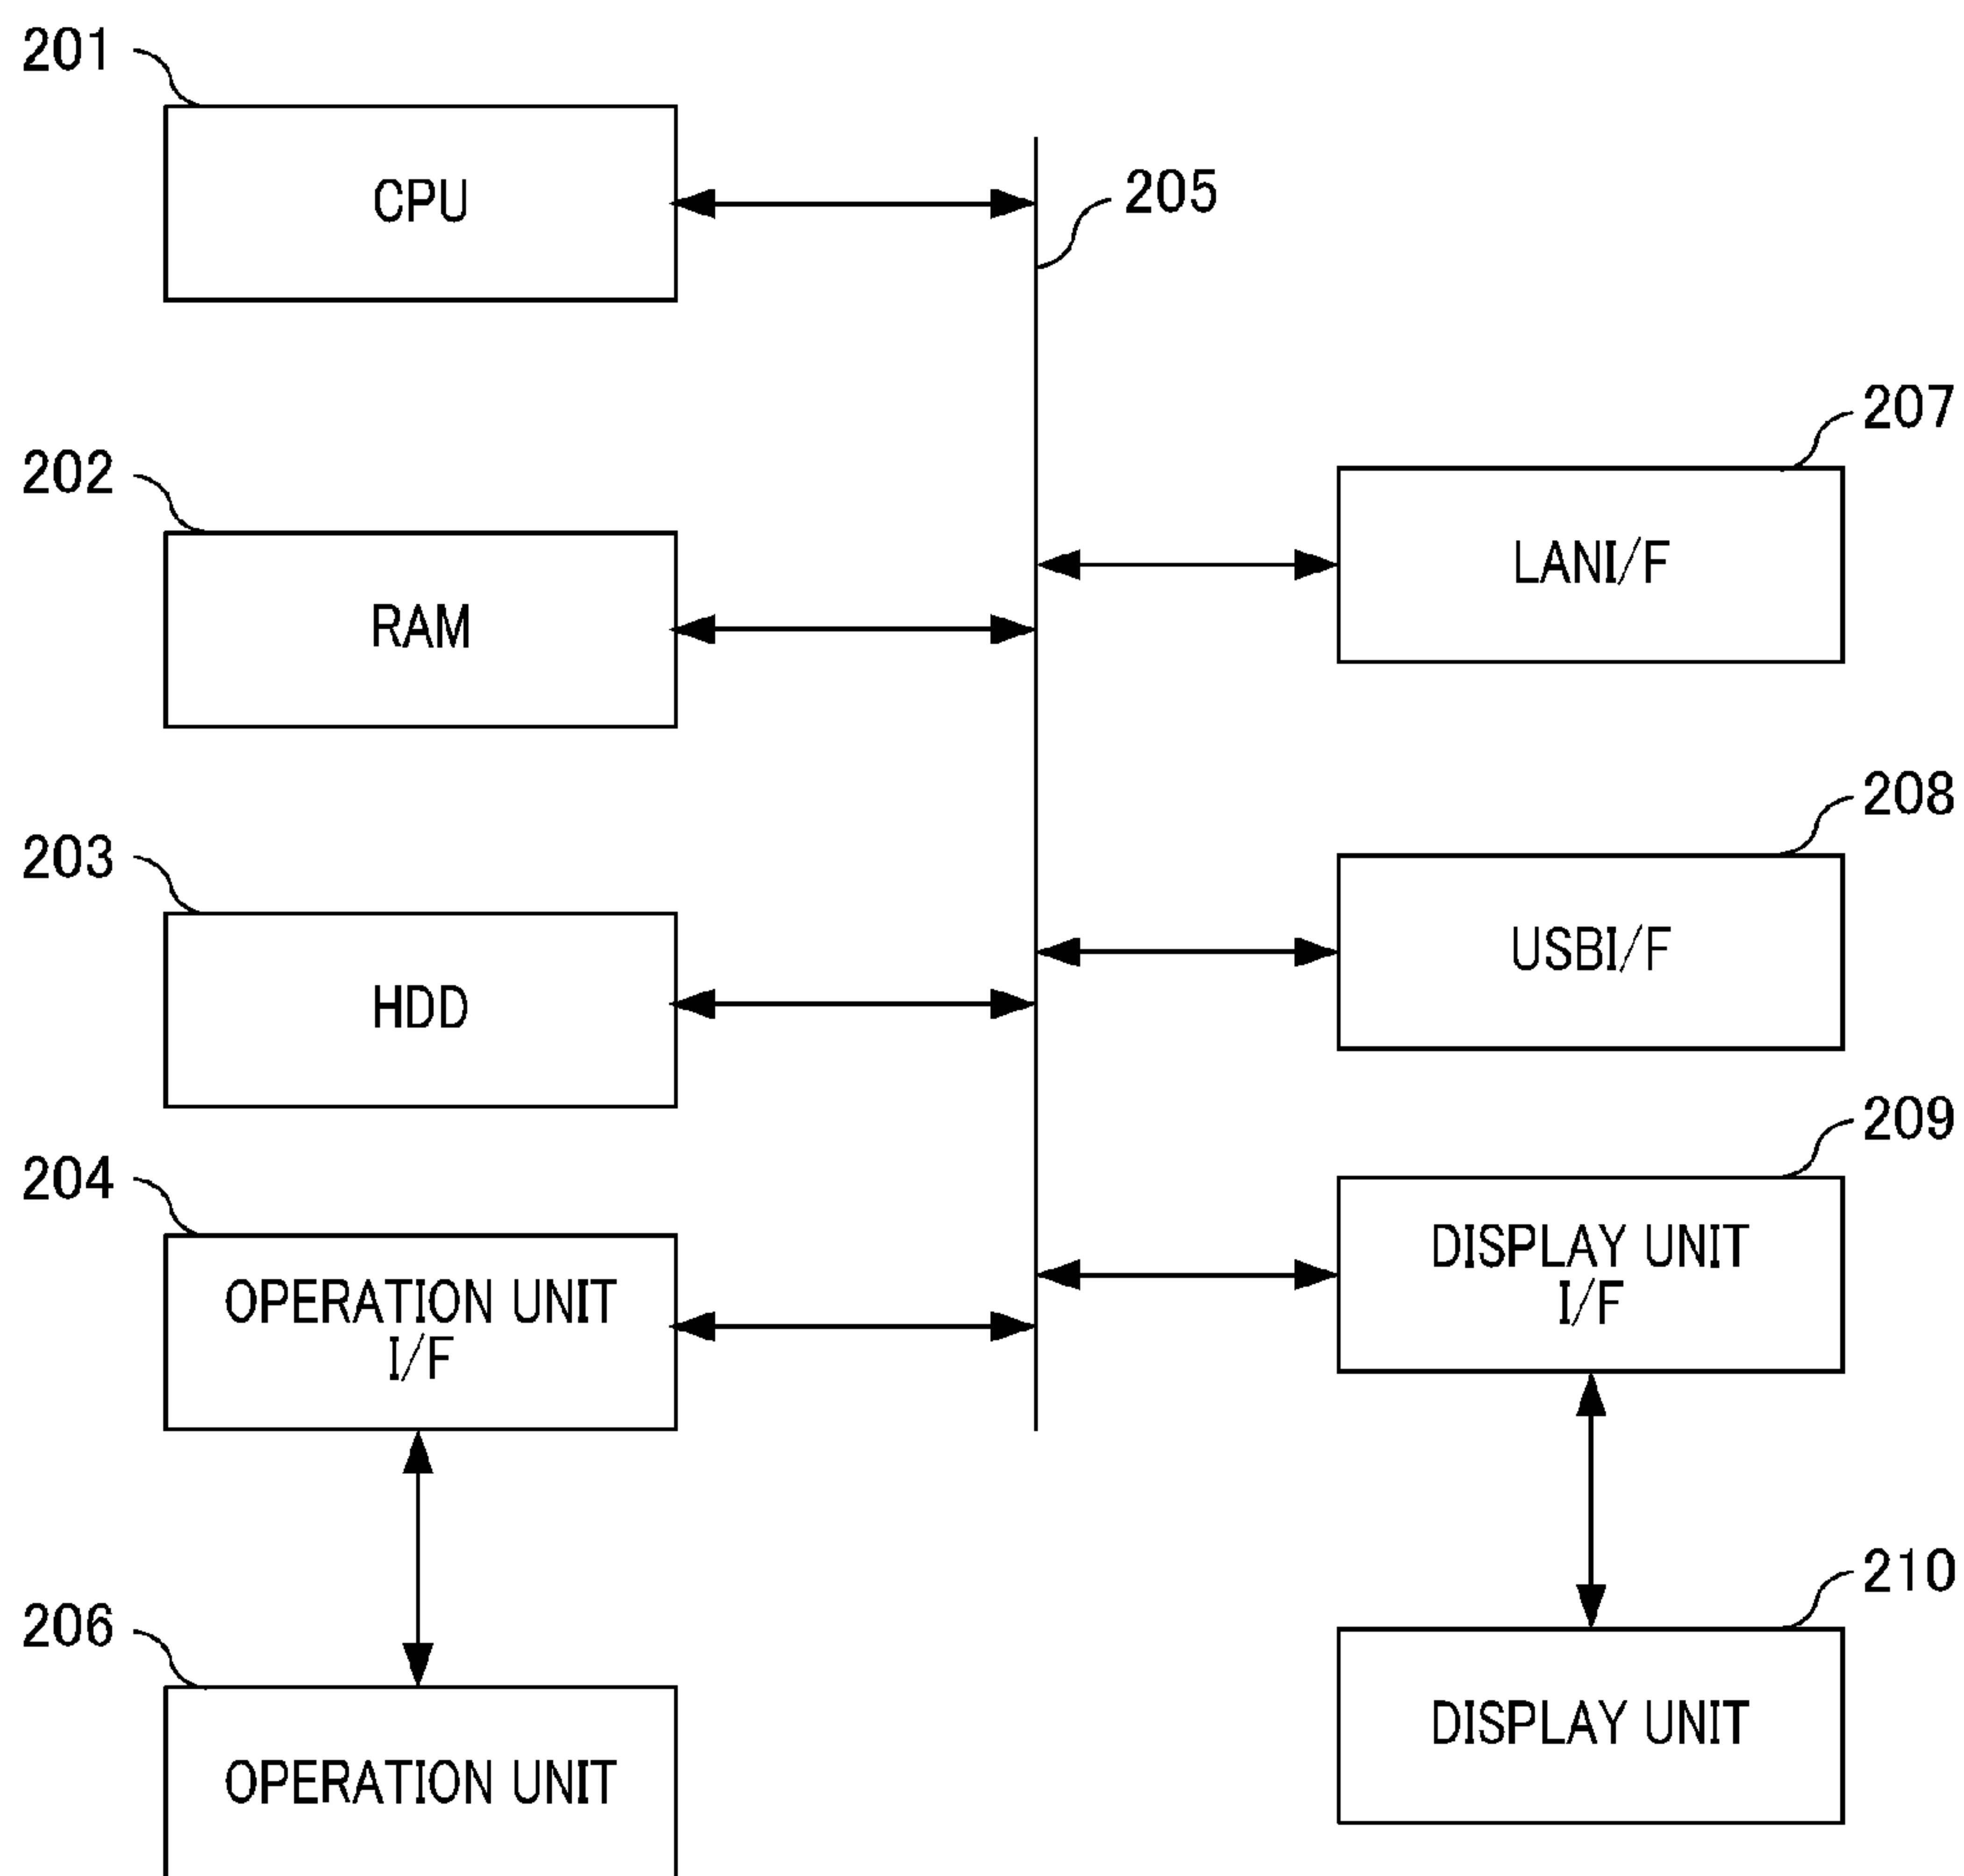 201
CPU
205
207
202
LANI/F
RAM
208
203
USBI/F
HDD
209
204
DISPLAY UNIT
I/F
OPERATION UNIT
I/F
210
206
DISPLAY UNIT
OPERATION UNIT